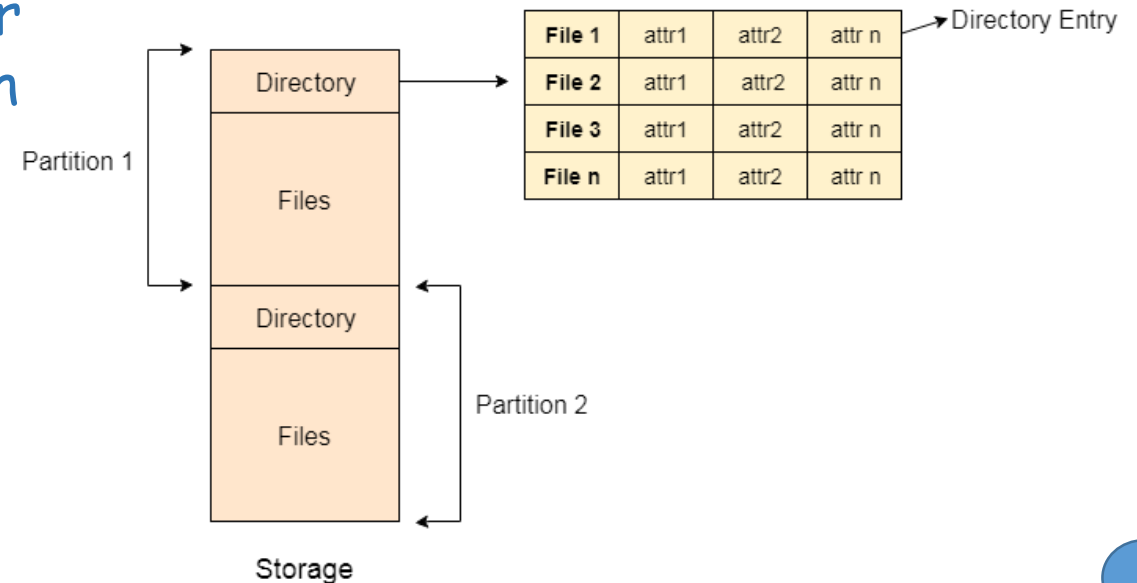 File 1 attr1 attr2 attr n
Directory Entry
File 2 attr1 attr2 attr n
File 3 attr1 attr2 attr n
File n attr1 attr2 attr n
Directory
Partition 1
Files
Directory
Partition 2
Files
Storage